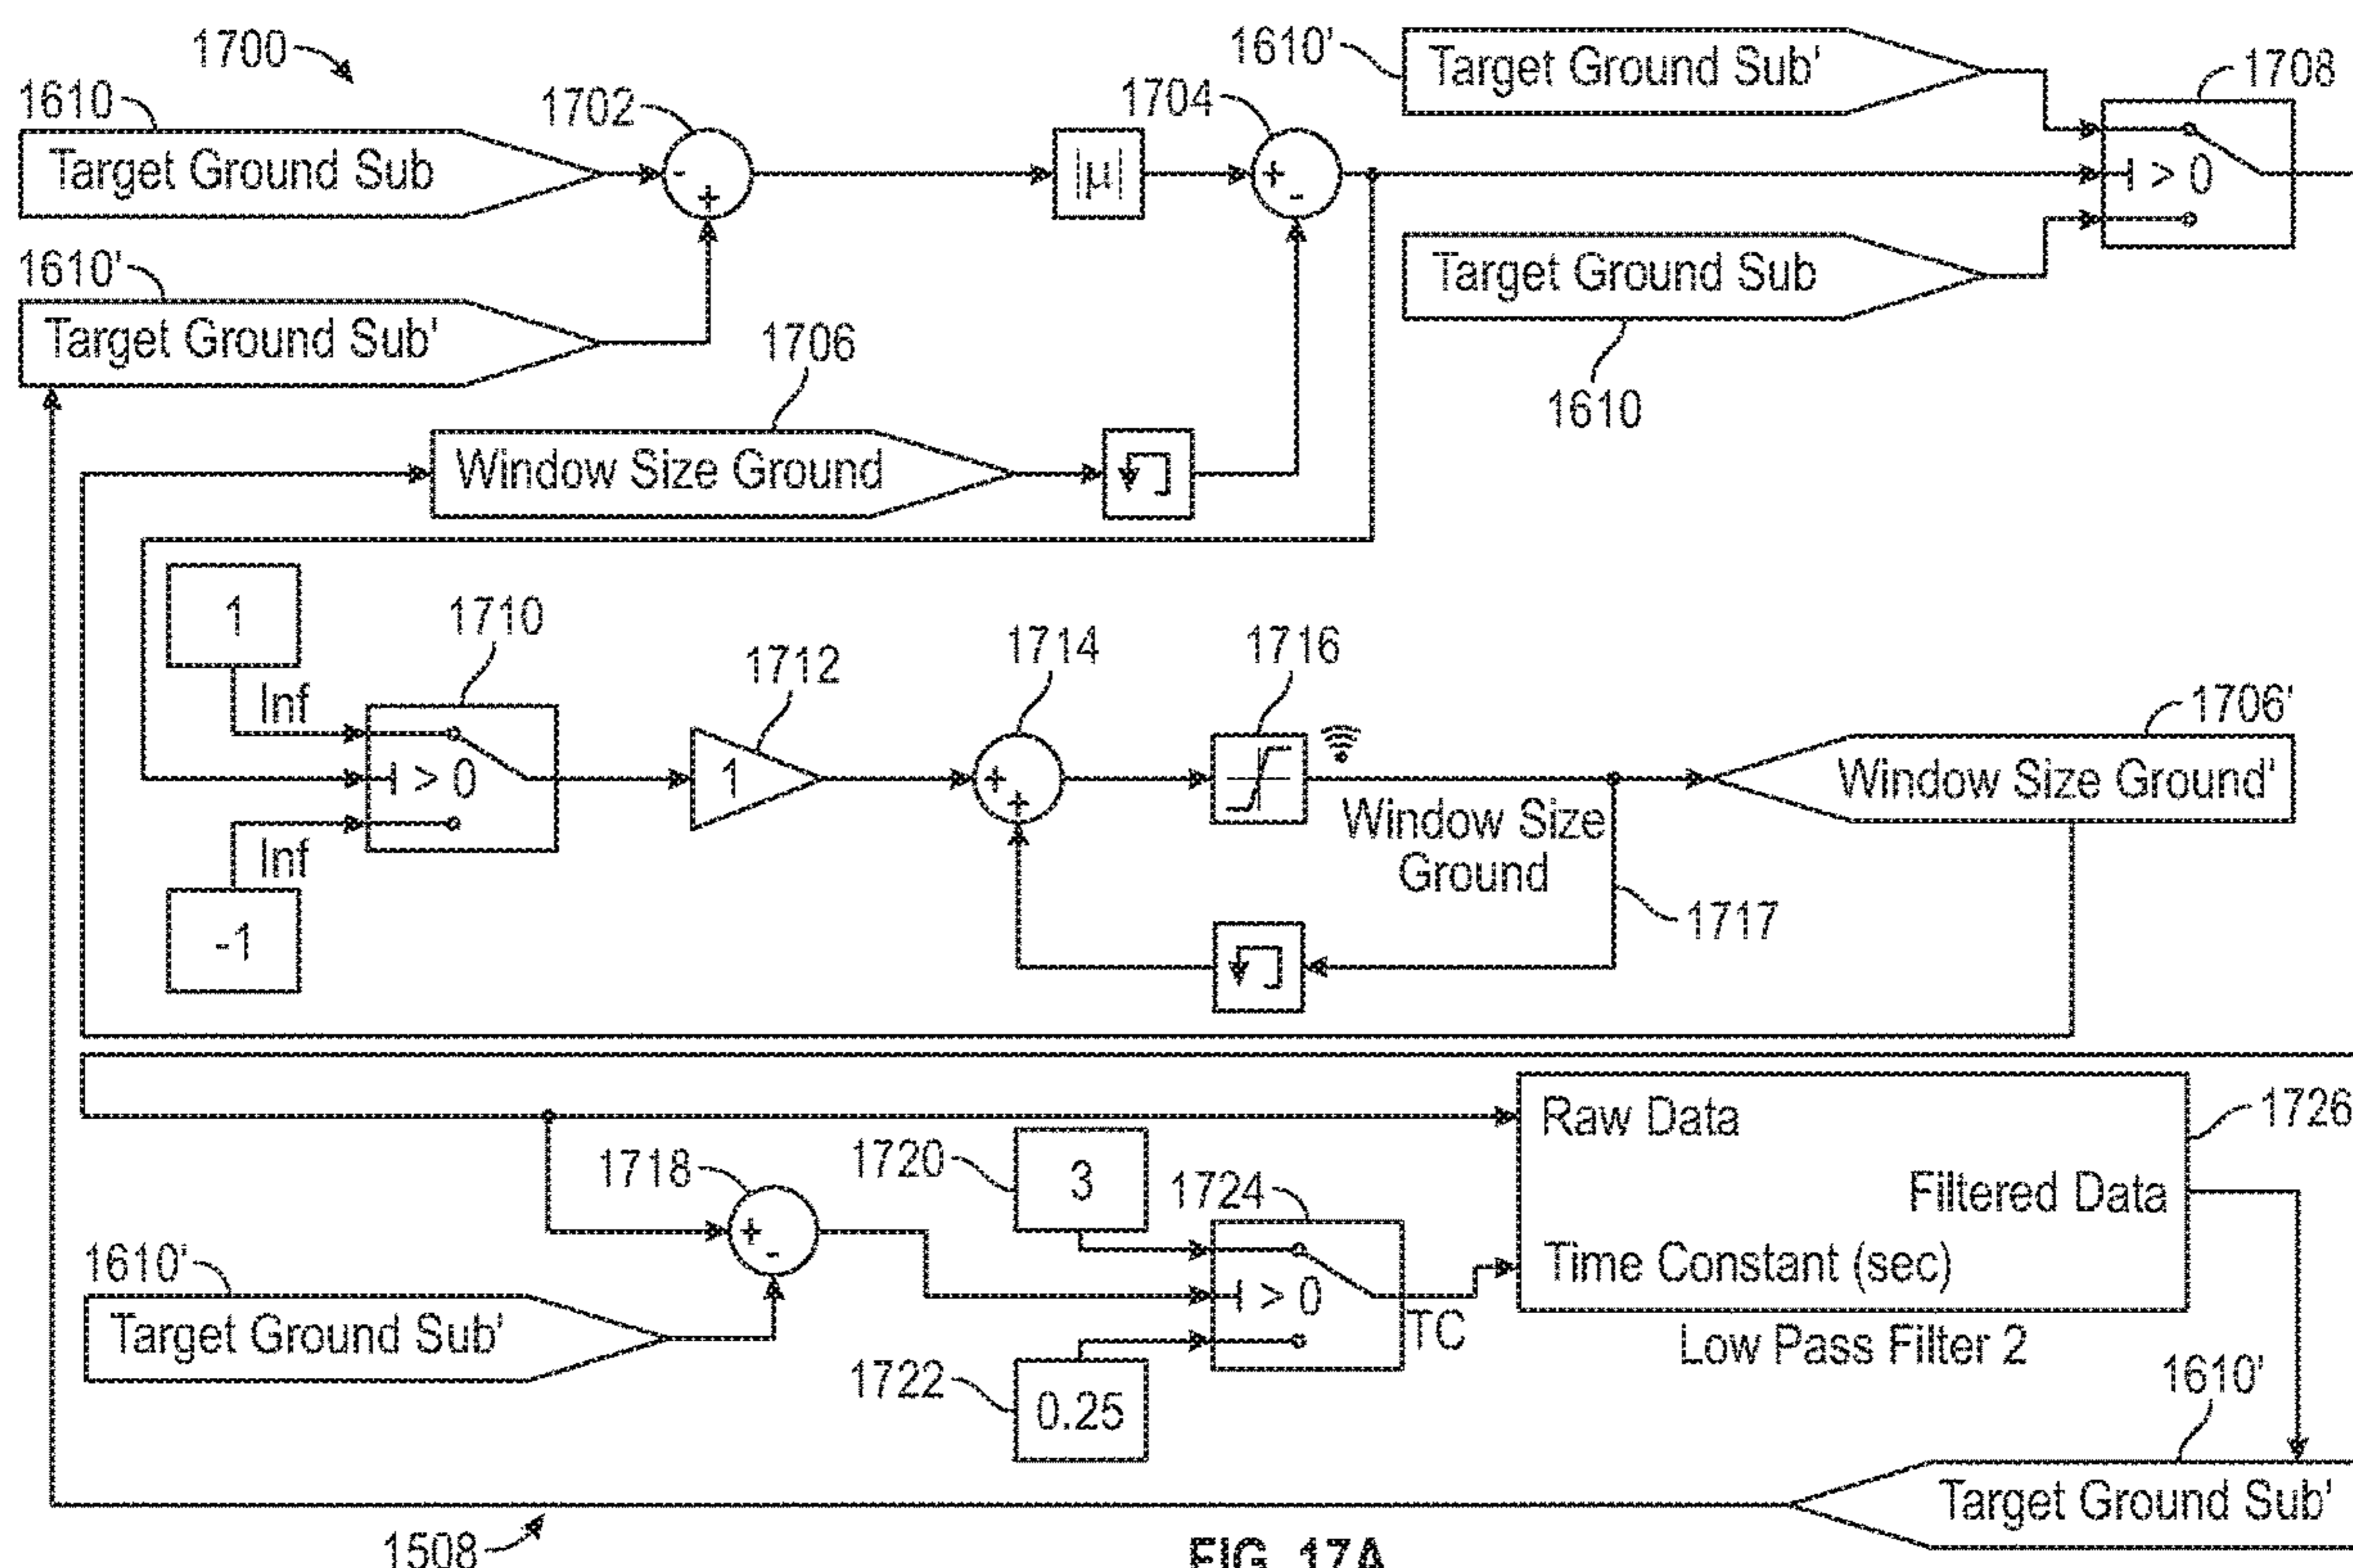 1700
1610
Target Ground Sub
1702
-
+
|μ|
1704
+
-
1610'
Target Ground Sub'
1708
> 0
Target Ground Sub
1610
1610'
Target Ground Sub'
1706
Window Size Ground
1
Inf
1710
> 0
Inf
-1
1712
1
1714
+
+
1716
Window Size
Ground
1717
1706'
Window Size Ground'
1718
+
-
1610'
Target Ground Sub'
1720
3
1722
0.25
1724
> 0
TC
Raw Data
Filtered Data
Time Constant (sec)
Low Pass Filter 2
1726
1610'
Target Ground Sub'
1508
FIG. 17A